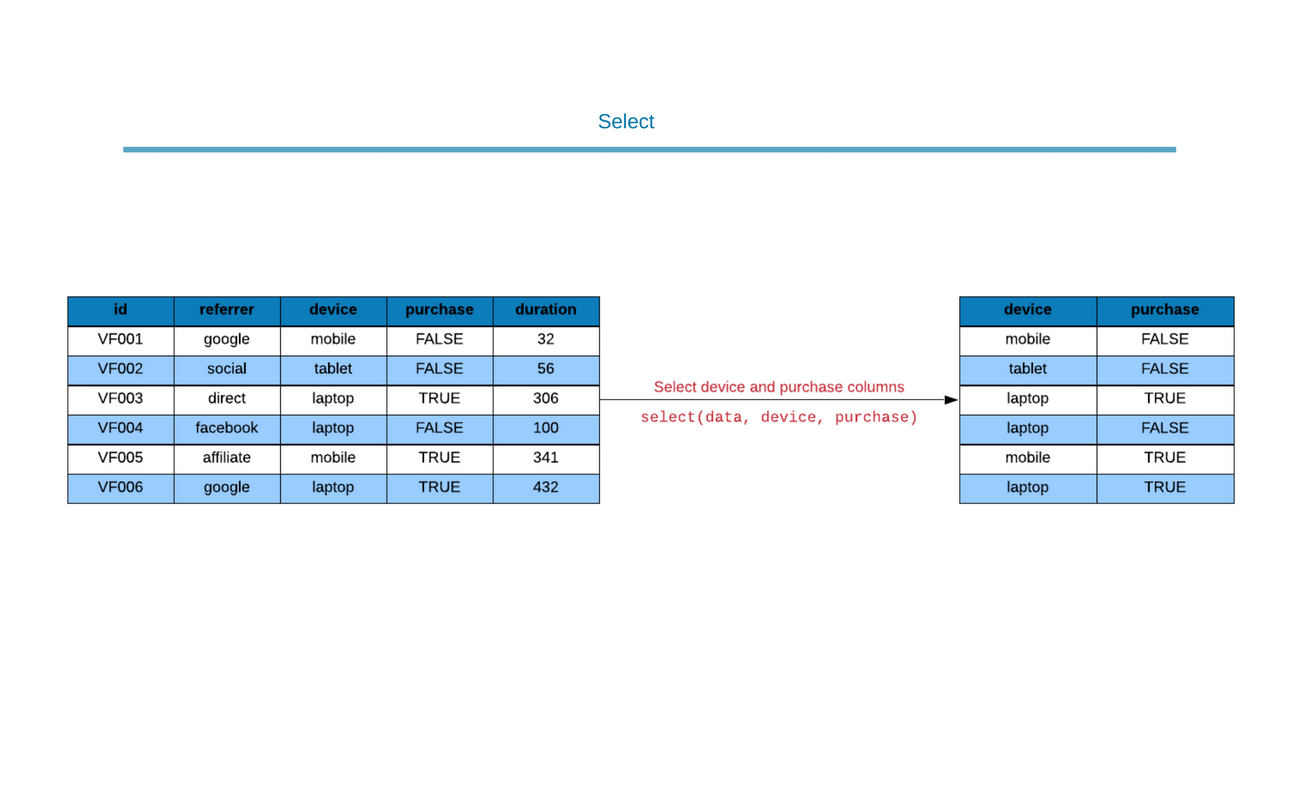 Select
id referrer device purchase duration
VF001 google mobile FALSE 32
VF002 social tablet FALSE 56
VF003 direct laptop TRUE 306
VF004 facebook laptop FALSE 100
VF005 affiliate mobile TRUE 341
VF006 google laptop TRUE 432
Select device and purchase columns
select(data, device, purchase)
device purchase
mobile FALSE
tablet FALSE
laptop TRUE
laptop FALSE
mobile TRUE
laptop TRUE